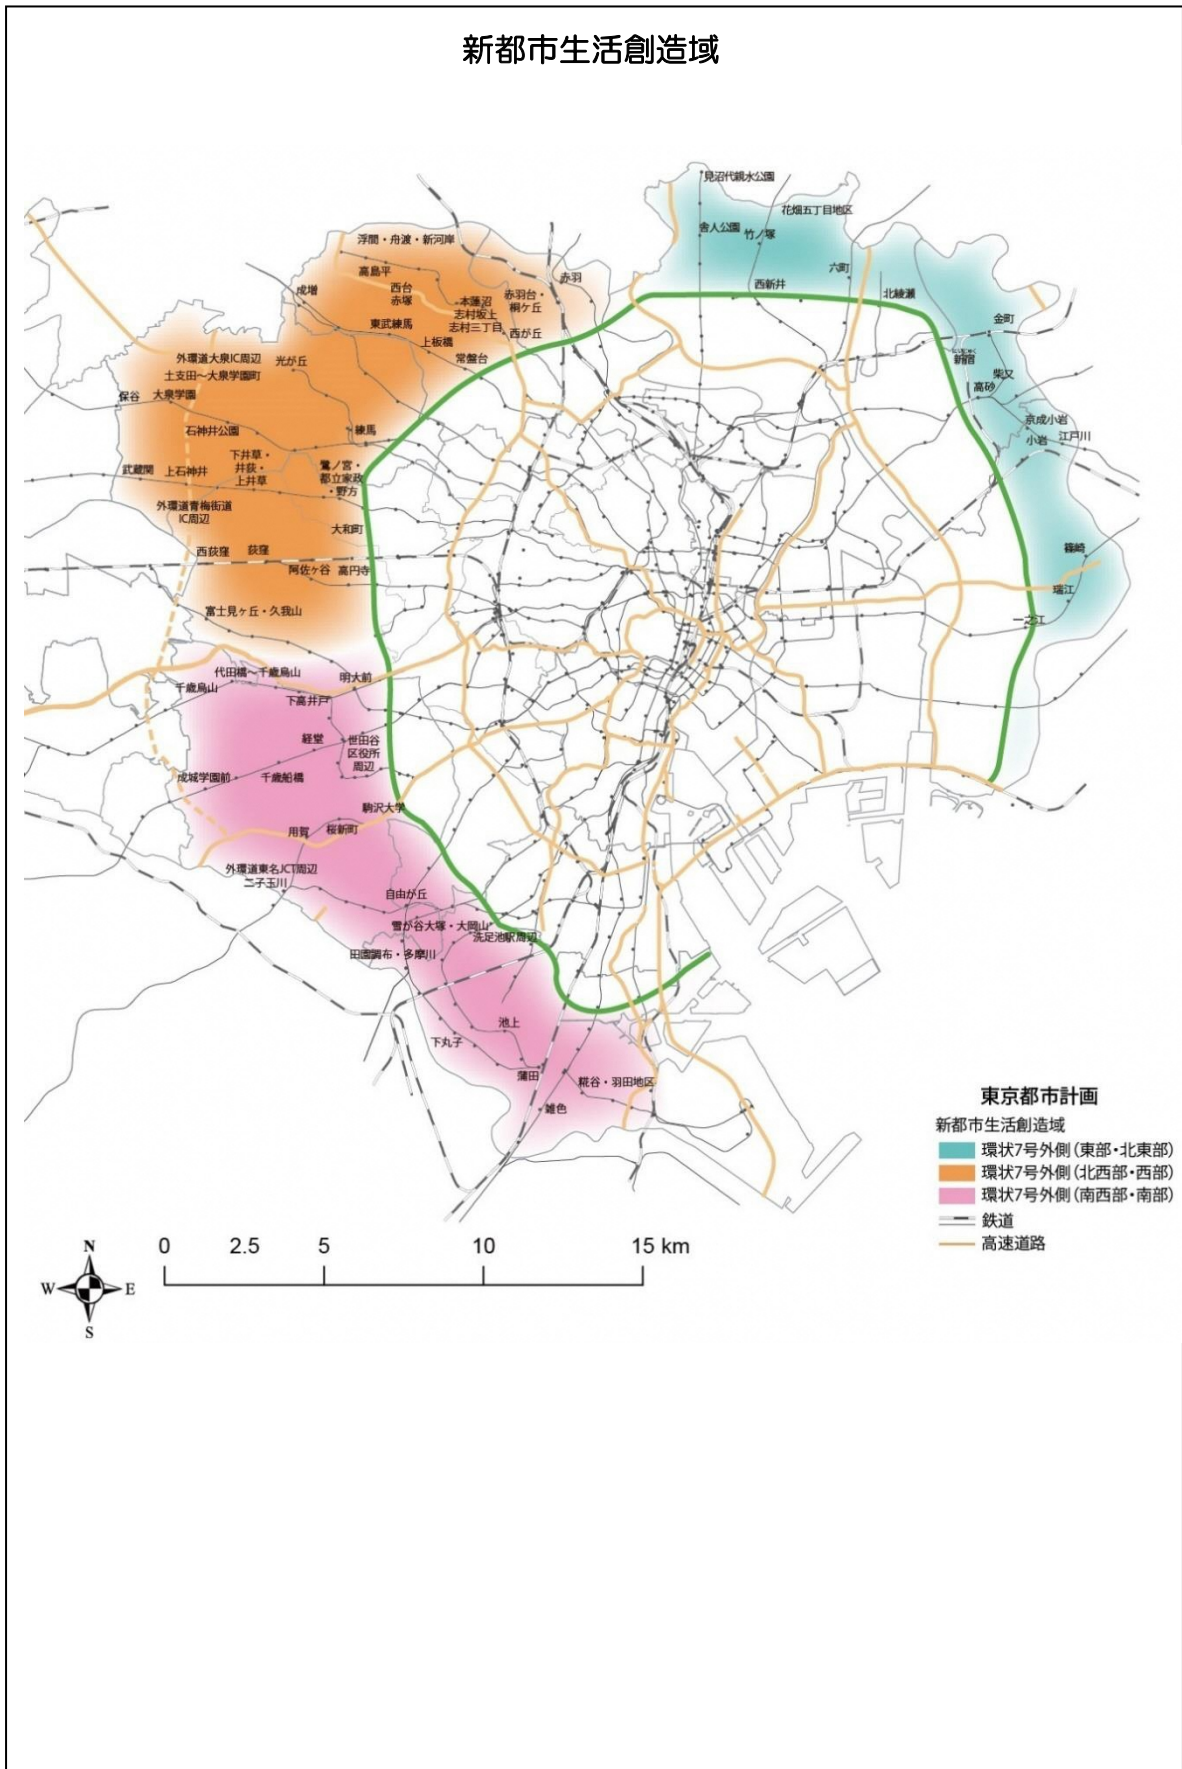 新都市生活創造域
見沼代親水公園
花畑五丁目地区
舎人公園
竹ノ塚
六町
西新井
北綾瀬
金町
新宿
柴又
高砂
京成小岩
小岩
江戸川
篠崎
瑞江
一之江
浮間・舟渡・新河岸
高島平
赤羽
成増
西台
赤塚
本蓮沼
志村坂上
志村三丁目
赤羽台・
桐ケ丘
東武練馬
西が丘
上板橋
常盤台
外環道大泉IC周辺
光が丘
土支田～大泉学園町
保谷
大泉学園
石神井公園
練馬
下井草・
井荻・
上井草
鷺ノ宮・
都立家政
・野方
武蔵関
上石神井
外環道青梅街道
IC周辺
大和町
西荻窪
荻窪
阿佐ヶ谷
高円寺
富士見ヶ丘・久我山
代田橋～千歳烏山
千歳烏山
明大前
下高井戸
経堂
世田谷
区役所
周辺
成城学園前
千歳船橋
駒沢大学
用賀
桜新町
外環道東名JCT周辺
二子玉川
自由が丘
雪が谷大塚・大岡山
洗足池駅周辺
田園調布・多摩川
池上
下丸子
蒲田
糀谷・羽田地区
雑色
東京都市計画
新都市生活創造域
環状7号外側（東部・北東部）
環状7号外側（北西部・西部）
環状7号外側（南西部・南部）
鉄道
高速道路
N
W
E
S
0 2.5 5 10 15 km